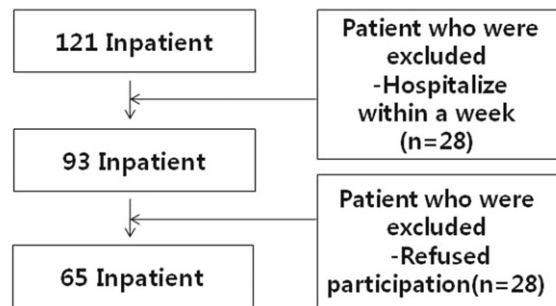 121 Inpatient
Patient who were
excluded
-Hospitalize
within a week
(n=28)
93 Inpatient
Patient who were
excluded
-Refused
participation(n=28)
65 Inpatient